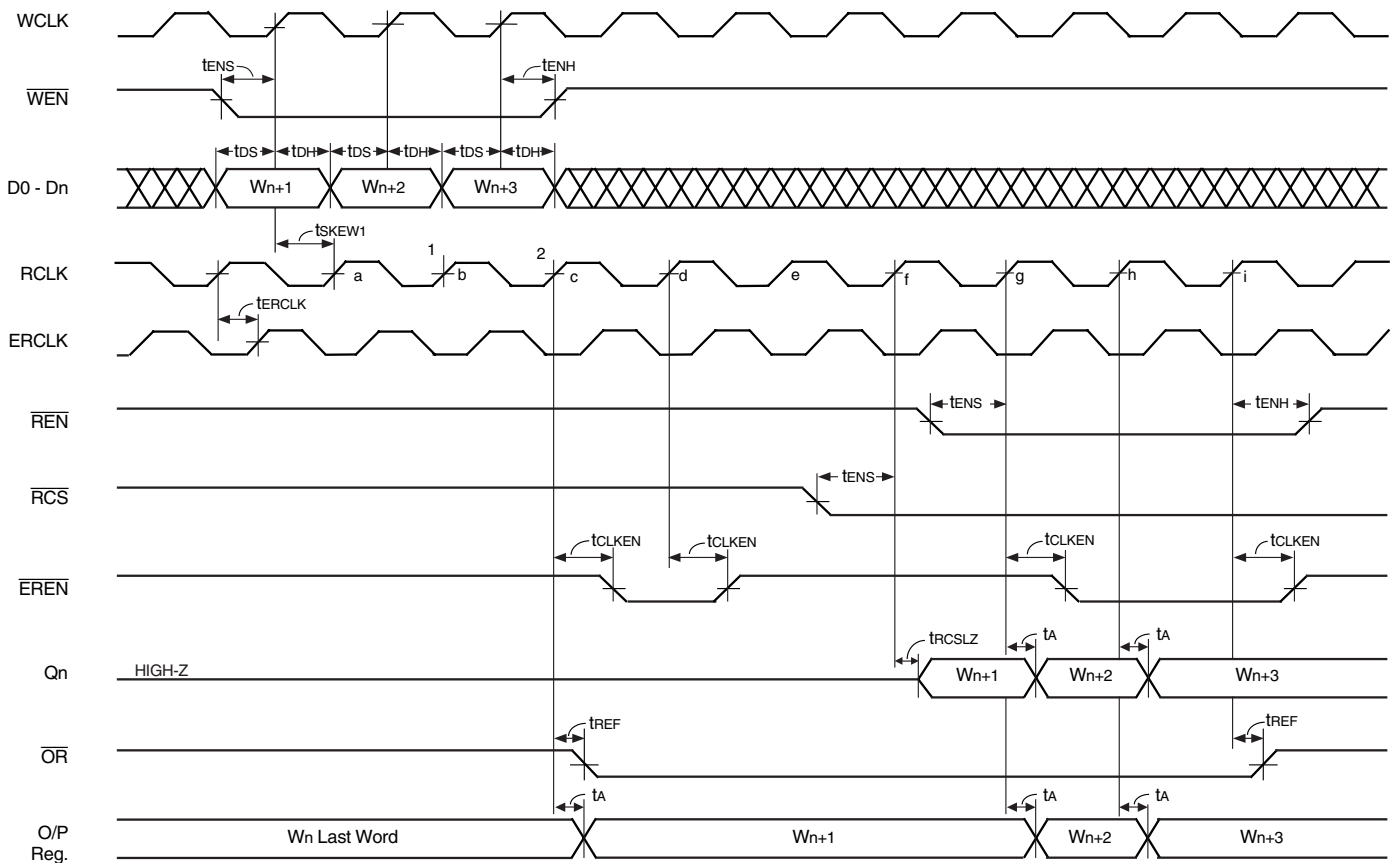 WCLK
tENS
tENH
WEN
tDS tDH tDS tDH tDS tDH
D0 - Dn
Wn+1 Wn+2 Wn+3
tSKEW1
1 2
RCLK
a b c d e f g h i
tERCLK
ERCLK
REN
tENS
tENH
RCS
tENS
tCLKEN tCLKEN tCLKEN tCLKEN
EREN
tRCSLZ
tA tA
Qn
HIGH-Z
Wn+1 Wn+2 Wn+3
tREF
tREF
OR
tA tA tA
O/P
Reg.
Wn Last Word Wn+1 Wn+2 Wn+3